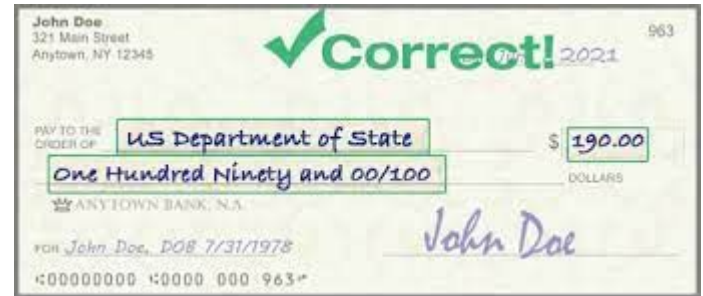 John Doe
321 Main Street
Anytown, NY 12345
963
Correct!
2021
PAY TO THE
ORDER OF
US Department of State
$ 190.00
One Hundred Ninety and 00/100
DOLLARS
ANYTOWN BANK, N.A.
FOR John Doe, DOB 7/31/1978
John Doe
⑆00000000 ⑆0000 000 963⑈